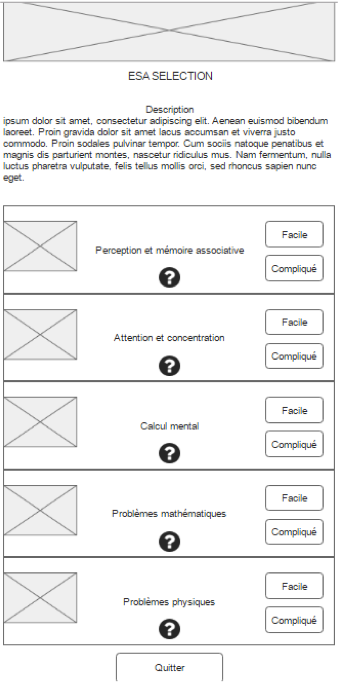 ESA SELECTION
Description
ipsum dolor sit amet, consectetur adipiscing elit. Aenean euismod bibendum
laoreet. Proin gravida dolor sit amet lacus accumsan et viverra justo
commodo. Proin sodales pulvinar tempor. Cum sociis natoque penatibus et
magnis dis parturient montes, nascetur ridiculus mus. Nam fermentum, nulla
luctus pharetra vulputate, felis tellus mollis orci, sed rhoncus sapien nunc
eget.
Facile
Perception et mémoire associative
Compliqué
?
Facile
Attention et concentration
Compliqué
?
Facile
Calcul mental
Compliqué
?
Facile
Problèmes mathématiques
Compliqué
?
Facile
Problèmes physiques
Compliqué
?
Quitter